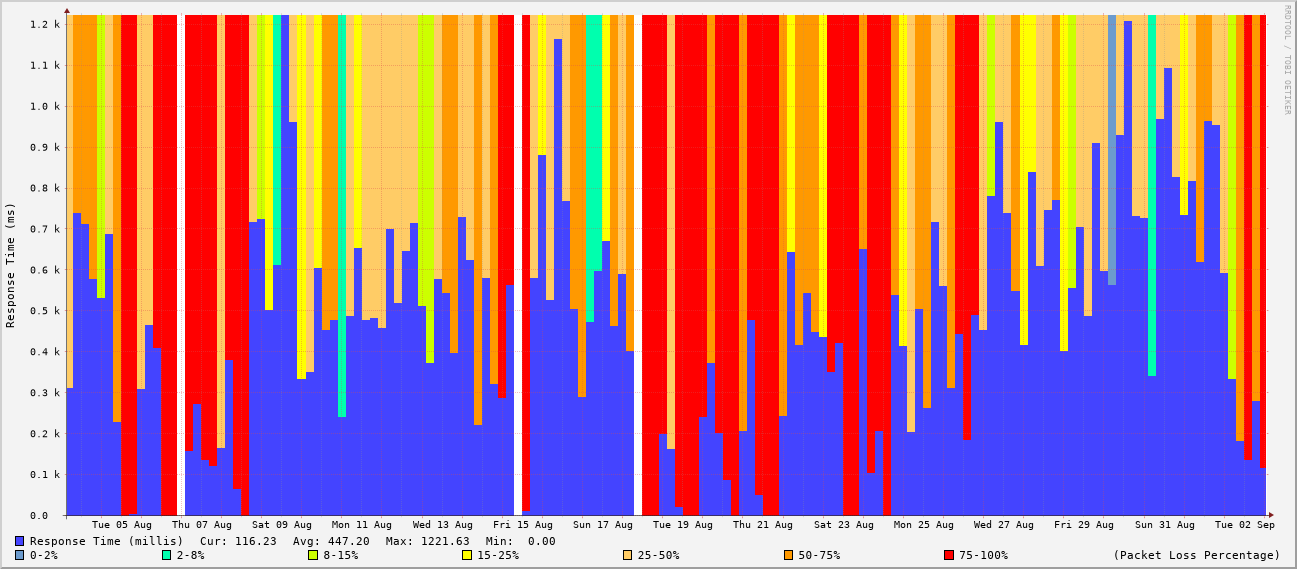 RRDTOOL / TOBI OETIKER
Response Time (ms)
1.2 k
1.1 k
1.0 k
0.9 k
0.8 k
0.7 k
0.6 k
0.5 k
0.4 k
0.3 k
0.2 k
0.1 k
0.0
Tue 05 Aug Thu 07 Aug Sat 09 Aug Mon 11 Aug Wed 13 Aug Fri 15 Aug Sun 17 Aug Tue 19 Aug Thu 21 Aug Sat 23 Aug Mon 25 Aug Wed 27 Aug Fri 29 Aug Sun 31 Aug Tue 02 Sep
Response Time (millis) Cur: 116.23 Avg: 447.20 Max: 1221.63 Min: 0.00
0-2% 2-8% 8-15% 15-25% 25-50% 50-75% 75-100% (Packet Loss Percentage)